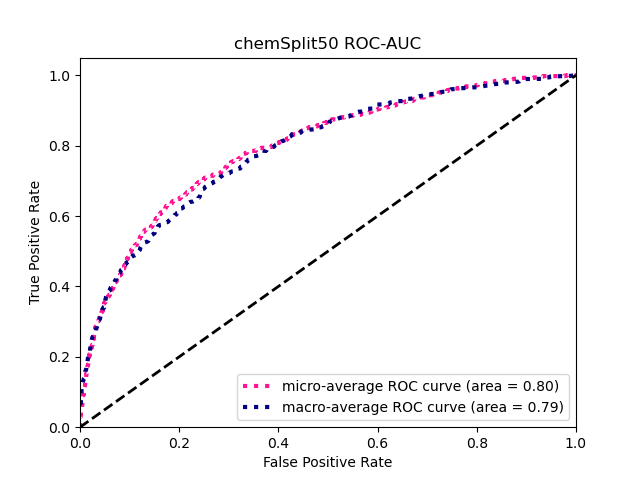 chemSplit50 ROC-AUC
True Positive Rate
1.0
0.8
0.6
0.4
0.2
0.0
micro-average ROC curve (area = 0.80)
macro-average ROC curve (area = 0.79)
0.0 0.2 0.4 0.6 0.8 1.0
False Positive Rate